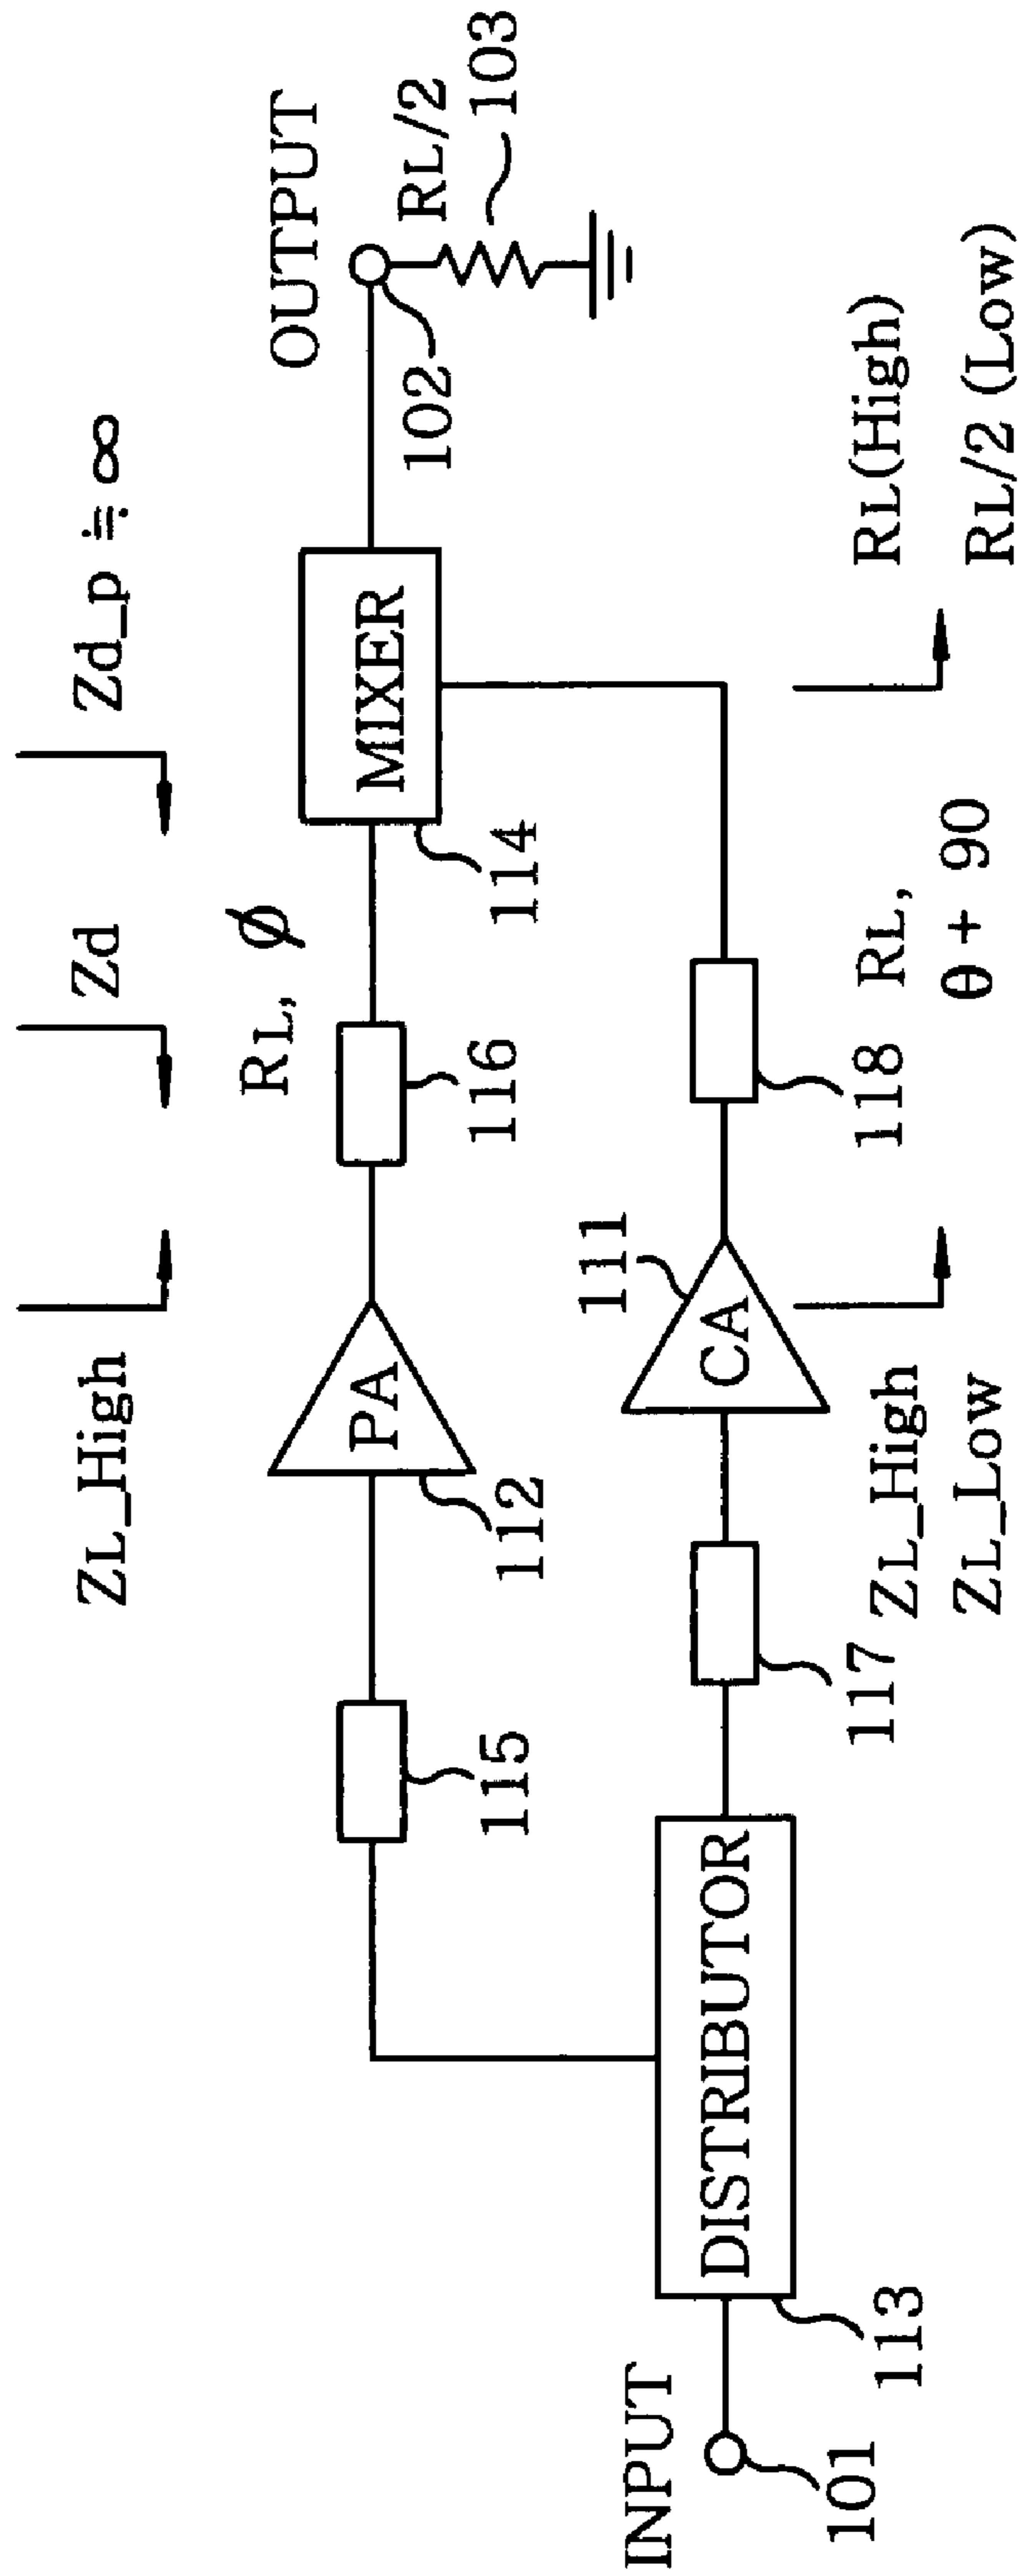 ZL_High
Zd
Zd_p ≒ ∞
RL, ϕ
OUTPUT
RL/2
103
102
115
PA
112
116
MIXER
114
INPUT
101
DISTRIBUTOR
113
117
CA
111
118
RL,
θ + 90
ZL_High
ZL_Low
RL(High)
RL/2 (Low)